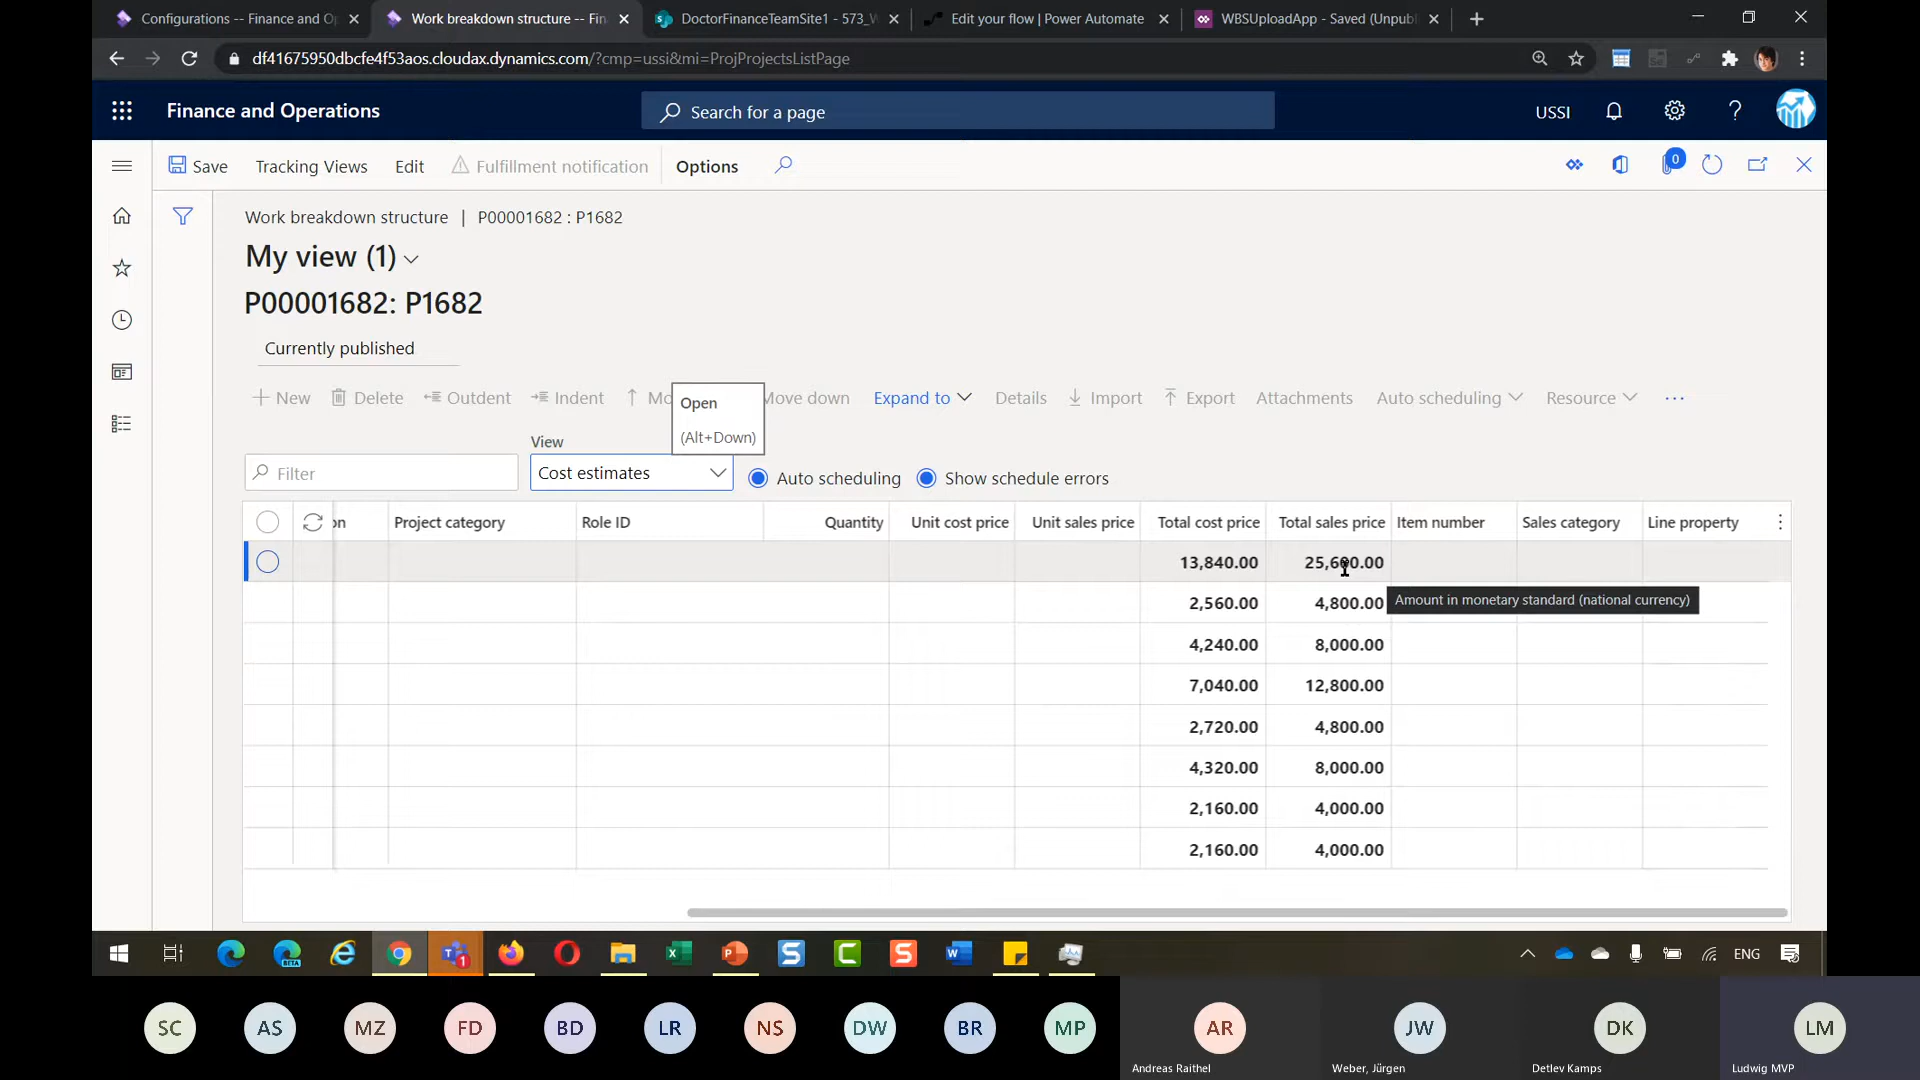 Configurations -- Finance and Op
Work breakdown structure -- Fin
DoctorFinanceTeamSite1 - 573_W
Edit your flow | Power Automate
WBSUploadApp - Saved (Unpubl
df41675950dbcfe4f53aos.cloudax.dynamics.com/?cmp=ussi&mi=ProjProjectsListPage
Finance and Operations
Search for a page
USSI
Save
Tracking Views
Edit
Fulfillment notification
Options
0
Work breakdown structure | P00001682 : P1682
My view (1)
P00001682: P1682
Currently published
New
Delete
Outdent
Indent
Mo
Move down
Expand to
Details
Import
Export
Attachments
Auto scheduling
Resource
Open
(Alt+Down)
View
Filter
Cost estimates
Auto scheduling
Show schedule errors
on Project category Role ID Quantity Unit cost price Unit sales price Total cost price Total sales price Item number Sales category Line property
13,840.00 25,600.00
2,560.00 4,800.00
Amount in monetary standard (national currency)
4,240.00 8,000.00
7,040.00 12,800.00
2,720.00 4,800.00
4,320.00 8,000.00
2,160.00 4,000.00
2,160.00 4,000.00
BETA
1
ENG
SC
AS
MZ
FD
BD
LR
NS
DW
BR
MP
AR
JW
DK
LM
Andreas Raithel
Weber, Jürgen
Detlev Kamps
Ludwig MVP